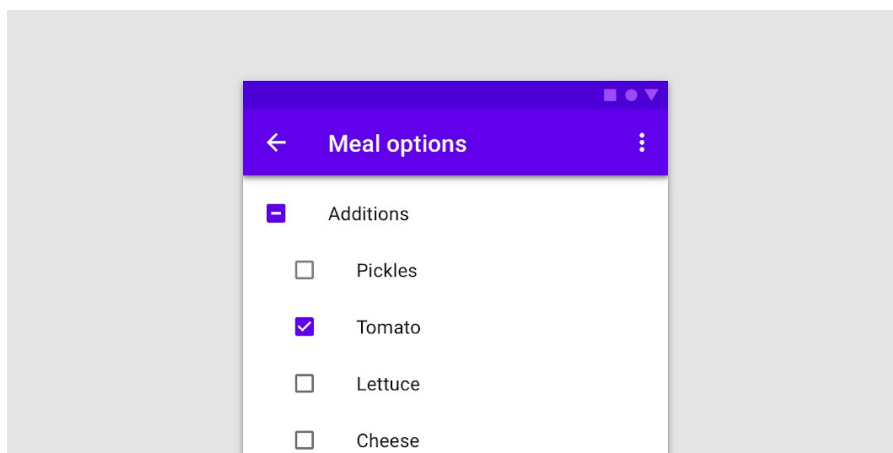 Meal options
Additions
Pickles
Tomato
Lettuce
Cheese